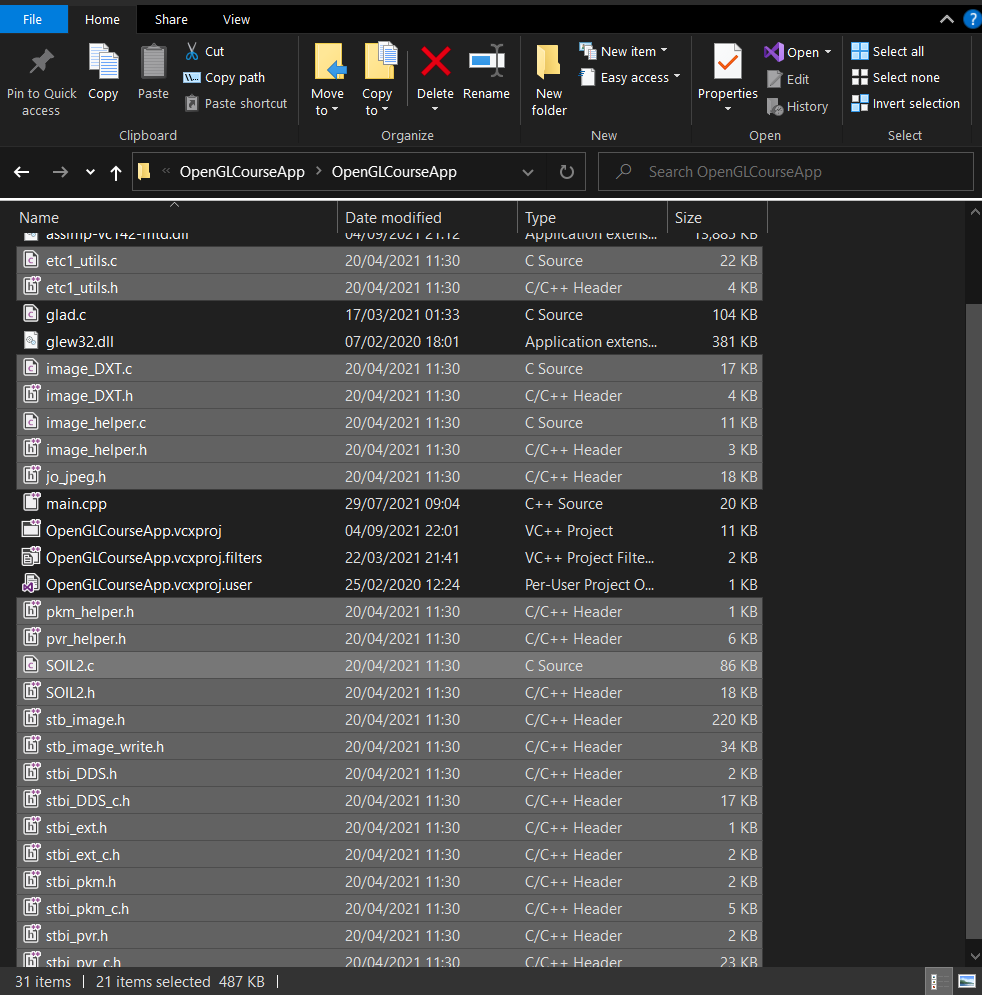 File Home Share View
Pin to Quick access
Copy
Paste
Cut
Copy path
Paste shortcut
Clipboard
Move to
Copy to
Delete
Rename
Organize
New folder
New item
Easy access
New
Properties
Open
Edit
History
Open
Select all
Select none
Invert selection
Select
« OpenGLCourseApp > OpenGLCourseApp
Search OpenGLCourseApp
Name Date modified Type Size
assimp-vc142-mtd.dll 04/09/2021 21:12 Application extens... 13,885 KB
etc1_utils.c 20/04/2021 11:30 C Source 22 KB
etc1_utils.h 20/04/2021 11:30 C/C++ Header 4 KB
glad.c 17/03/2021 01:33 C Source 104 KB
glew32.dll 07/02/2020 18:01 Application extens... 381 KB
image_DXT.c 20/04/2021 11:30 C Source 17 KB
image_DXT.h 20/04/2021 11:30 C/C++ Header 4 KB
image_helper.c 20/04/2021 11:30 C Source 11 KB
image_helper.h 20/04/2021 11:30 C/C++ Header 3 KB
jo_jpeg.h 20/04/2021 11:30 C/C++ Header 18 KB
main.cpp 29/07/2021 09:04 C++ Source 20 KB
OpenGLCourseApp.vcxproj 04/09/2021 22:01 VC++ Project 11 KB
OpenGLCourseApp.vcxproj.filters 22/03/2021 21:41 VC++ Project Filte... 2 KB
OpenGLCourseApp.vcxproj.user 25/02/2020 12:24 Per-User Project O... 1 KB
pkm_helper.h 20/04/2021 11:30 C/C++ Header 1 KB
pvr_helper.h 20/04/2021 11:30 C/C++ Header 6 KB
SOIL2.c 20/04/2021 11:30 C Source 86 KB
SOIL2.h 20/04/2021 11:30 C/C++ Header 18 KB
stb_image.h 20/04/2021 11:30 C/C++ Header 220 KB
stb_image_write.h 20/04/2021 11:30 C/C++ Header 34 KB
stbi_DDS.h 20/04/2021 11:30 C/C++ Header 2 KB
stbi_DDS_c.h 20/04/2021 11:30 C/C++ Header 17 KB
stbi_ext.h 20/04/2021 11:30 C/C++ Header 1 KB
stbi_ext_c.h 20/04/2021 11:30 C/C++ Header 2 KB
stbi_pkm.h 20/04/2021 11:30 C/C++ Header 2 KB
stbi_pkm_c.h 20/04/2021 11:30 C/C++ Header 5 KB
stbi_pvr.h 20/04/2021 11:30 C/C++ Header 2 KB
stbi_pvr_c.h 20/04/2021 11:30 C/C++ Header 23 KB
31 items 21 items selected 487 KB